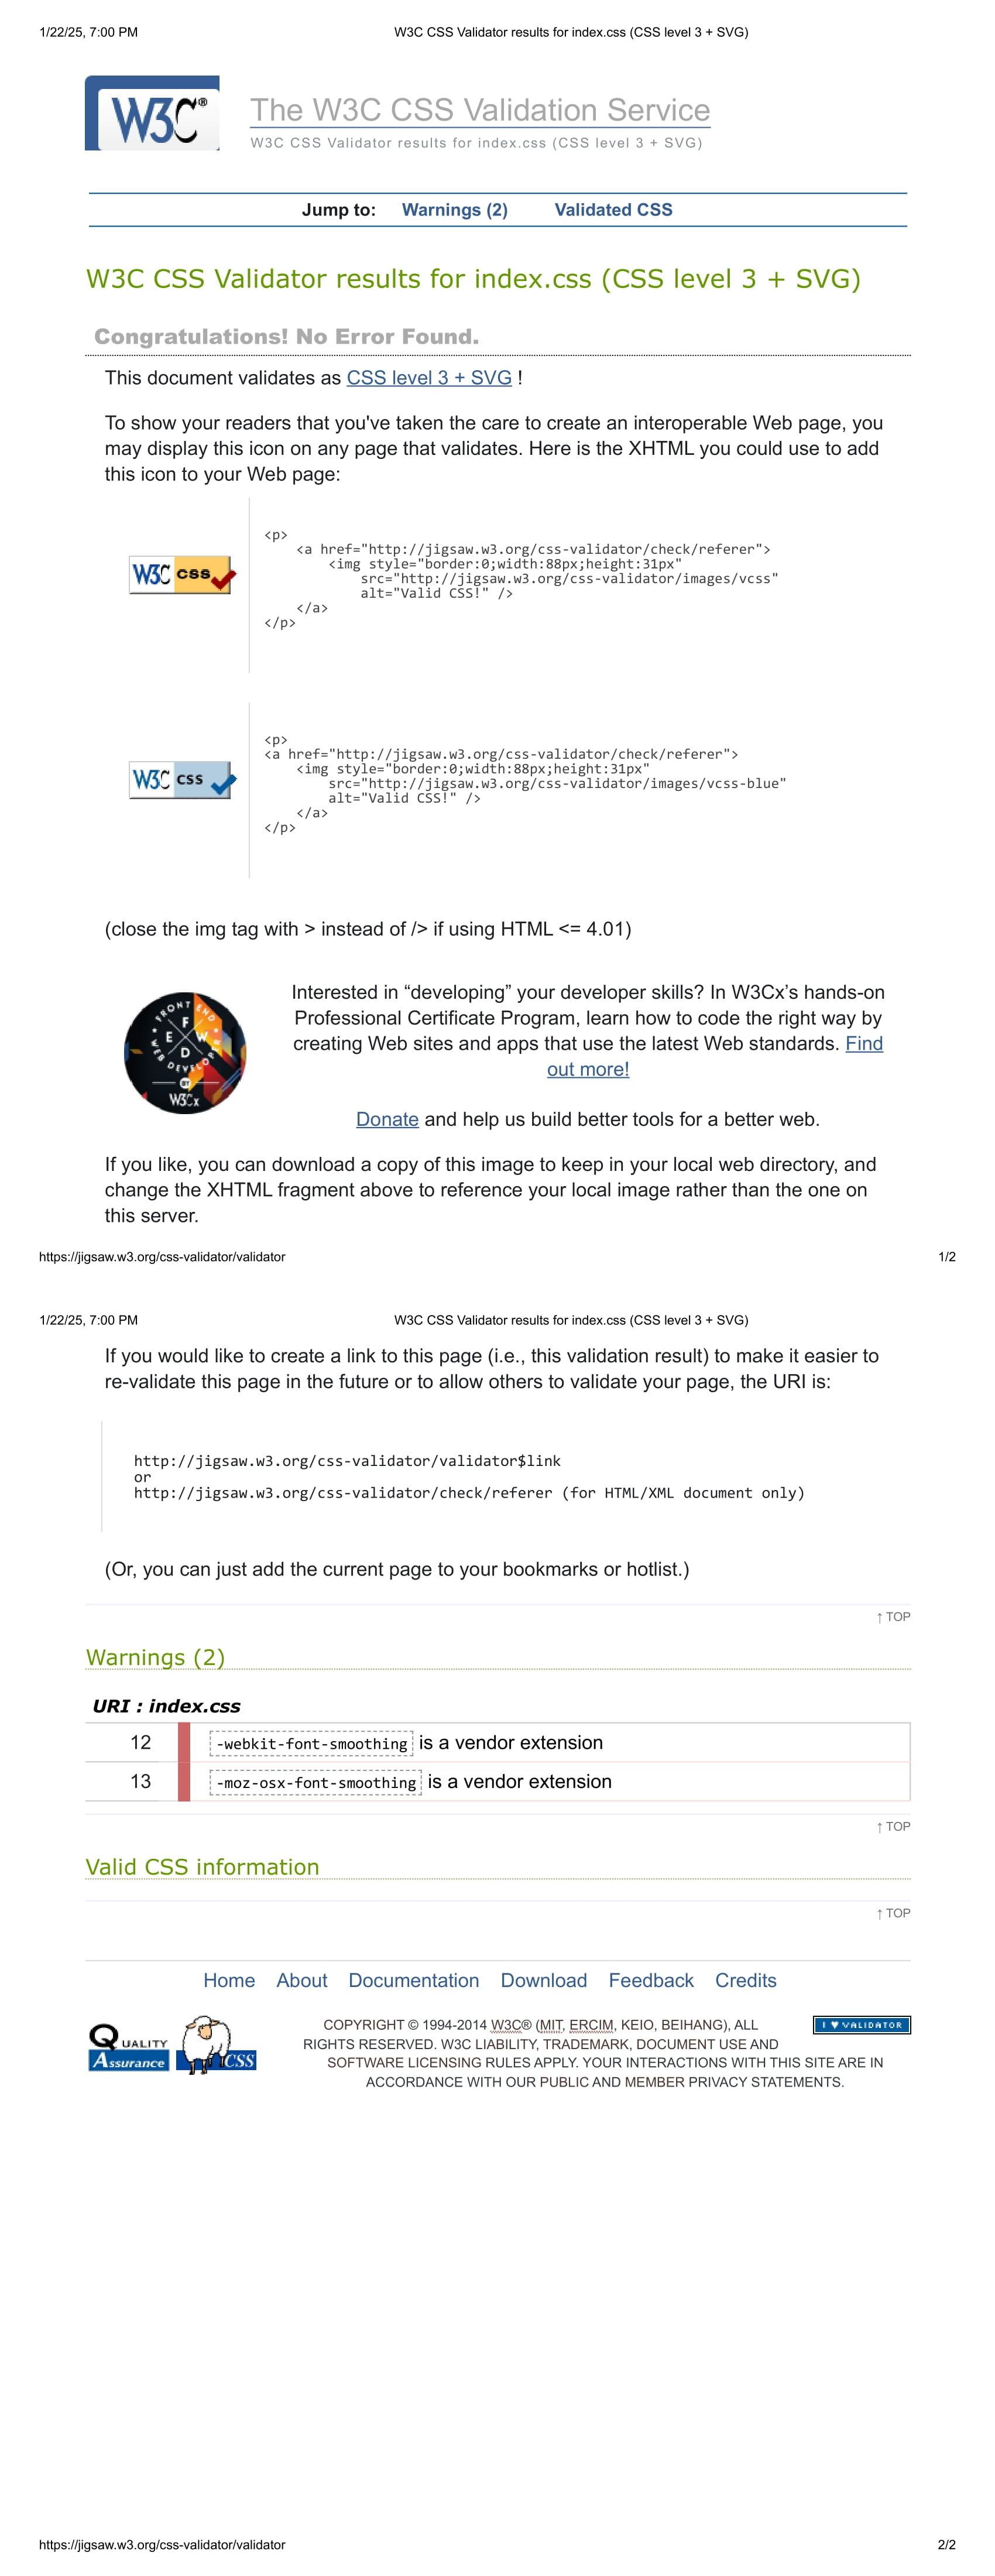 1/22/25, 7:00 PM
W3C CSS Validator results for index.css (CSS level 3 + SVG)
W3C®
The W3C CSS Validation Service
W3C CSS Validator results for index.css (CSS level 3 + SVG)
Jump to: Warnings (2) Validated CSS
W3C CSS Validator results for index.css (CSS level 3 + SVG)
Congratulations! No Error Found.
This document validates as CSS level 3 + SVG !
To show your readers that you've taken the care to create an interoperable Web page, you
may display this icon on any page that validates. Here is the XHTML you could use to add
this icon to your Web page:
W3C css
<p>
    <a href="http://jigsaw.w3.org/css-validator/check/referer">
        <img style="border:0;width:88px;height:31px"
            src="http://jigsaw.w3.org/css-validator/images/vcss"
            alt="Valid CSS!" />
    </a>
</p>
W3C css
<p>
<a href="http://jigsaw.w3.org/css-validator/check/referer">
    <img style="border:0;width:88px;height:31px"
        src="http://jigsaw.w3.org/css-validator/images/vcss-blue"
        alt="Valid CSS!" />
    </a>
</p>
(close the img tag with > instead of /> if using HTML <= 4.01)
FRONT END
WEB DEVELOPER
F E W D
BY
W3Cx
Interested in “developing” your developer skills? In W3Cx’s hands-on
Professional Certificate Program, learn how to code the right way by
creating Web sites and apps that use the latest Web standards. Find
out more!
Donate and help us build better tools for a better web.
If you like, you can download a copy of this image to keep in your local web directory, and
change the XHTML fragment above to reference your local image rather than the one on
this server.
https://jigsaw.w3.org/css-validator/validator
1/2
1/22/25, 7:00 PM
W3C CSS Validator results for index.css (CSS level 3 + SVG)
If you would like to create a link to this page (i.e., this validation result) to make it easier to
re-validate this page in the future or to allow others to validate your page, the URI is:
http://jigsaw.w3.org/css-validator/validator$link
or
http://jigsaw.w3.org/css-validator/check/referer (for HTML/XML document only)
(Or, you can just add the current page to your bookmarks or hotlist.)
↑ TOP
Warnings (2)
URI : index.css
12 -webkit-font-smoothing is a vendor extension
13 -moz-osx-font-smoothing is a vendor extension
↑ TOP
Valid CSS information
↑ TOP
Home About Documentation Download Feedback Credits
QUALITY
Assurance
CSS
COPYRIGHT © 1994-2014 W3C® (MIT, ERCIM, KEIO, BEIHANG), ALL
RIGHTS RESERVED. W3C LIABILITY, TRADEMARK, DOCUMENT USE AND
SOFTWARE LICENSING RULES APPLY. YOUR INTERACTIONS WITH THIS SITE ARE IN
ACCORDANCE WITH OUR PUBLIC AND MEMBER PRIVACY STATEMENTS.
I ♥ VALIDATOR
https://jigsaw.w3.org/css-validator/validator
2/2